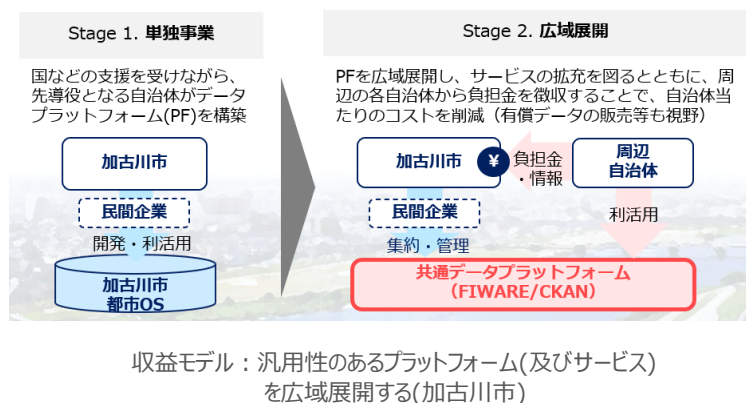 Stage 1. 単独事業
国などの支援を受けながら、
先導役となる自治体がデータ
プラットフォーム(PF)を構築
加古川市
民間企業
開発・利活用
加古川市
都市OS
Stage 2. 広域展開
PFを広域展開し、サービスの拡充を図るとともに、周
辺の各自治体から負担金を徴収することで、自治体当
たりのコストを削減（有償データの販売等も視野）
加古川市
¥
負担金
・情報
周辺
自治体
民間企業
利活用
集約・管理
共通データプラットフォーム
（FIWARE/CKAN）
収益モデル：汎用性のあるプラットフォーム(及びサービス)
を広域展開する(加古川市)